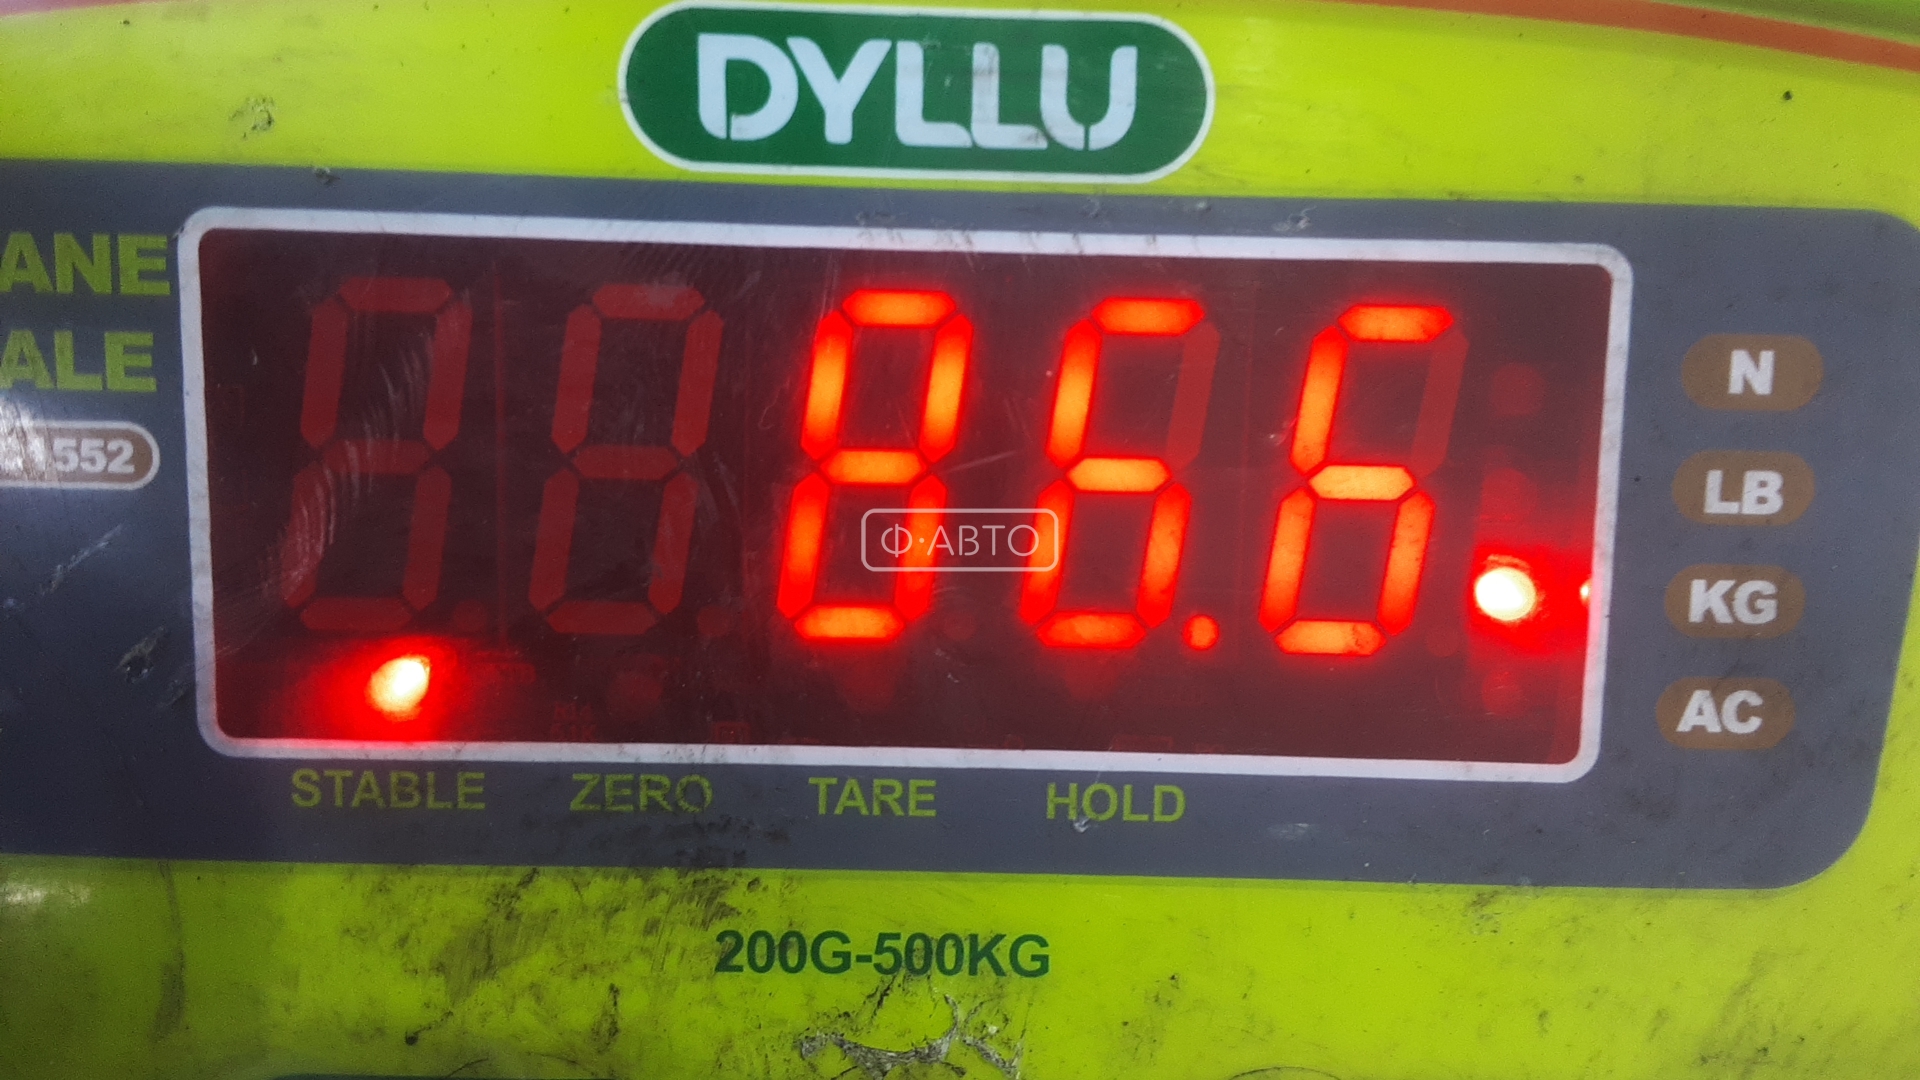 DYLLU
ANE
ALE
552
86.6
N
LB
KG
AC
STABLE ZERO TARE HOLD
Ф·АВТО
200G-500KG